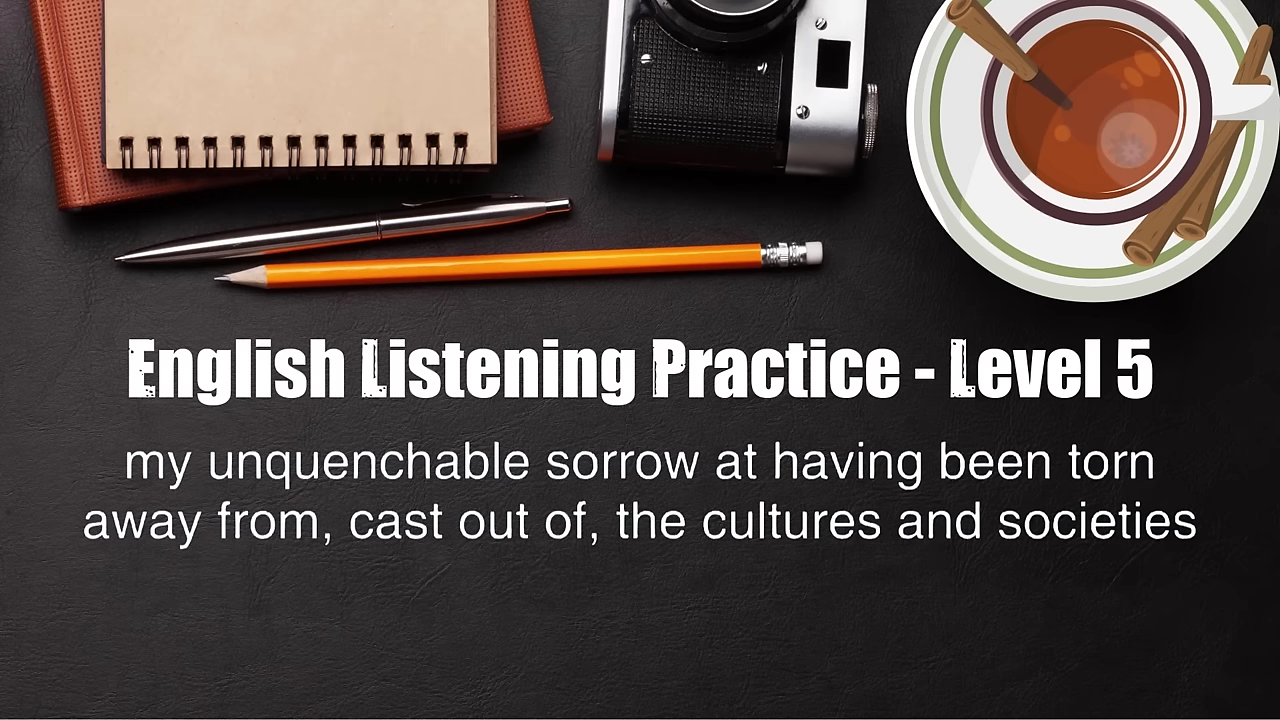 English Listening Practice - Level 5
my unquenchable sorrow at having been torn
away from, cast out of, the cultures and societies